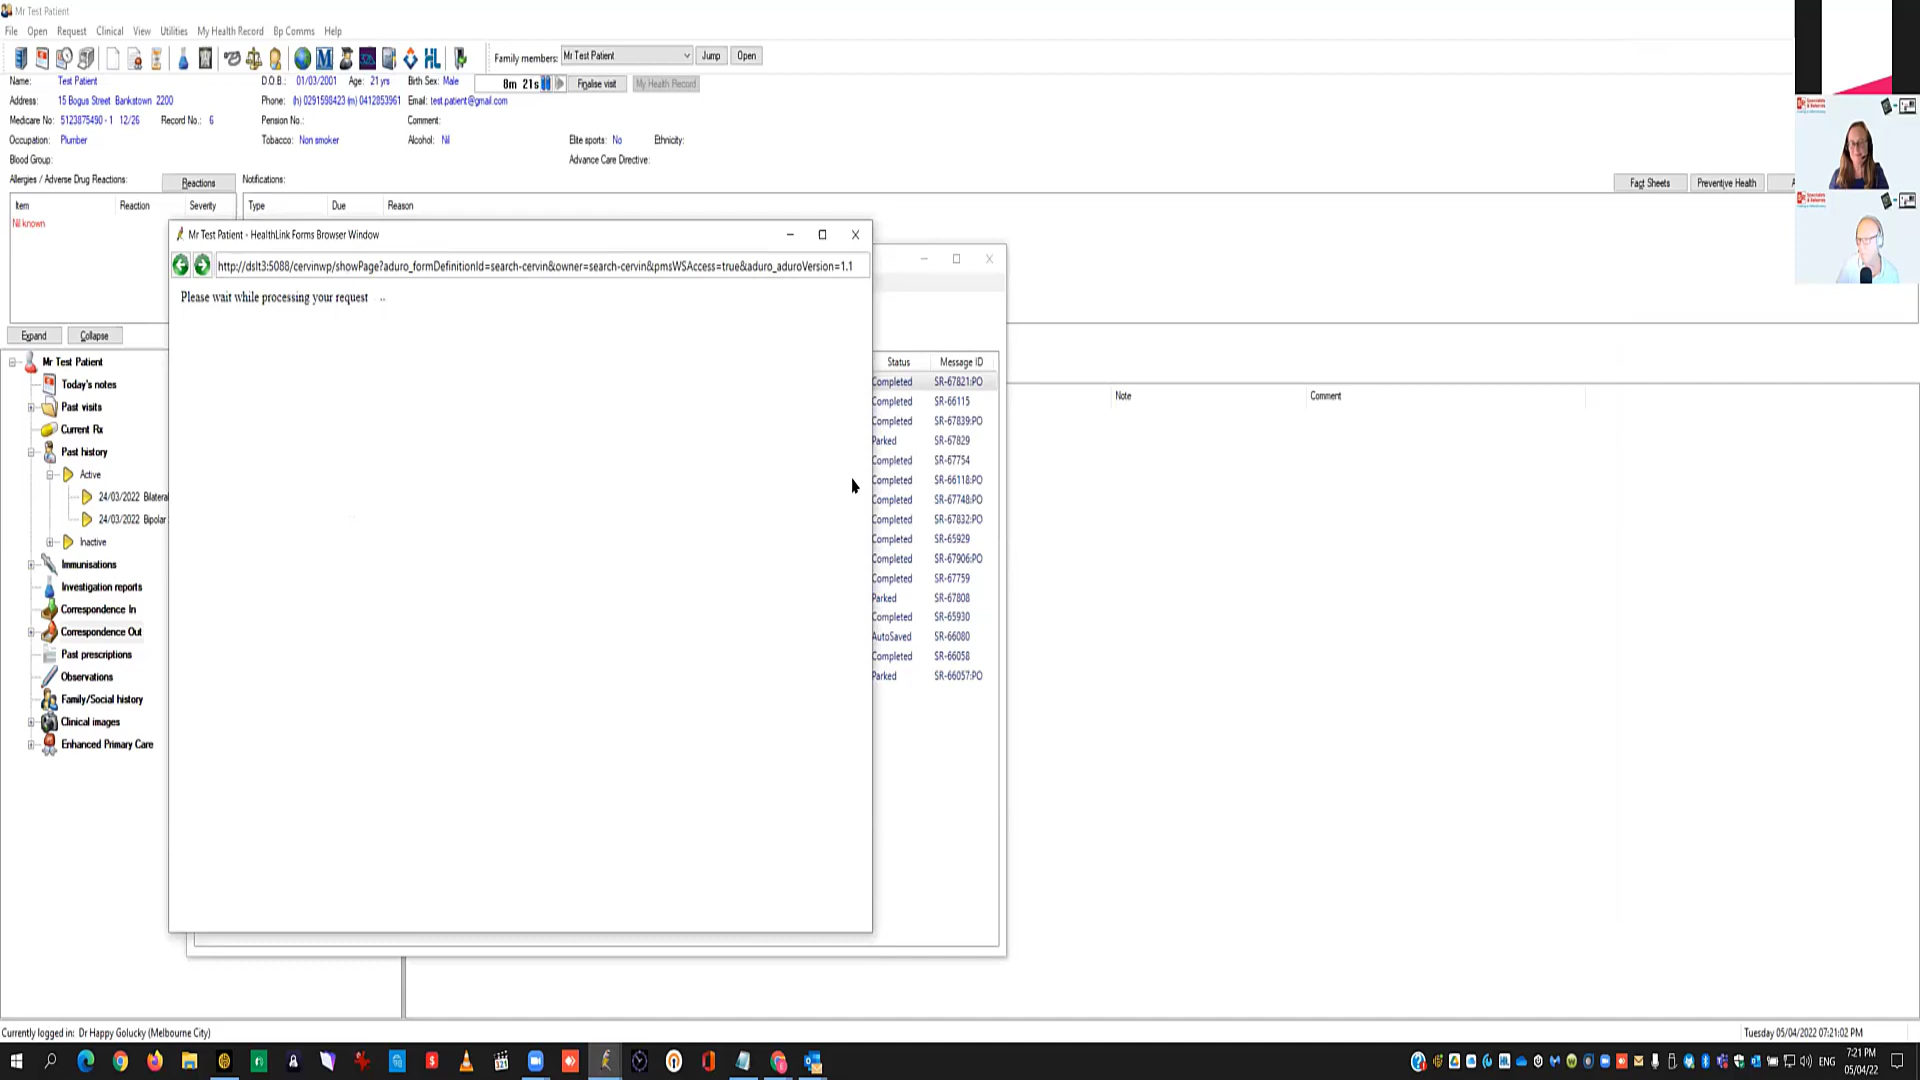 Mr Test Patient
File Open Request Clinical View Utilities My Health Record Bp Comms Help
Family members: Mr Test Patient Jump Open
Name: Test Patient D.O.B.: 01/03/2001 Age: 21 yrs Birth Sex: Male 8m 21s Finalise visit My Health Record
Address: 15 Bogus Street Bankstown 2200 Phone: (h) 0291598423 (m) 0412853961 Email: test.patient@gmail.com
Medicare No: 5123875490 - 1 12/26 Record No.: 6 Pension No.: Comment:
Occupation: Plumber Tobacco: Non smoker Alcohol: Nil Elite sports: No Ethnicity:
Blood Group: Advance Care Directive:
Allergies / Adverse Drug Reactions: Reactions Notifications: Fact Sheets Preventive Health
Item Reaction Severity Type Due Reason
Nil known
Mr Test Patient - HealthLink Forms Browser Window
http://dslt3:5088/cervinwp/showPage?aduro_formDefinitionId=search-cervin&owner=search-cervin&pmsWSAccess=true&aduro_aduroVersion=1.1
Please wait while processing your request ..
Expand Collapse
Mr Test Patient
Today's notes
Past visits
Current Rx
Past history
Active
24/03/2022 Bilateral
24/03/2022 Bipolar
Inactive
Immunisations
Investigation reports
Correspondence In
Correspondence Out
Past prescriptions
Observations
Family/Social history
Clinical images
Enhanced Primary Care
Status Message ID
Completed SR-67821:PO
Completed SR-66115
Completed SR-67839:PO
Parked SR-67829
Completed SR-67754
Completed SR-66118:PO
Completed SR-67748:PO
Completed SR-67832:PO
Completed SR-65929
Completed SR-67906:PO
Completed SR-67759
Parked SR-67808
Completed SR-65930
AutoSaved SR-66080
Completed SR-66058
Parked SR-66057:PO
Note Comment
Currently logged in: Dr Happy Golucky (Melbourne City) Tuesday 05/04/2022 07:21:02 PM
ENG 7:21 PM
05/04/22